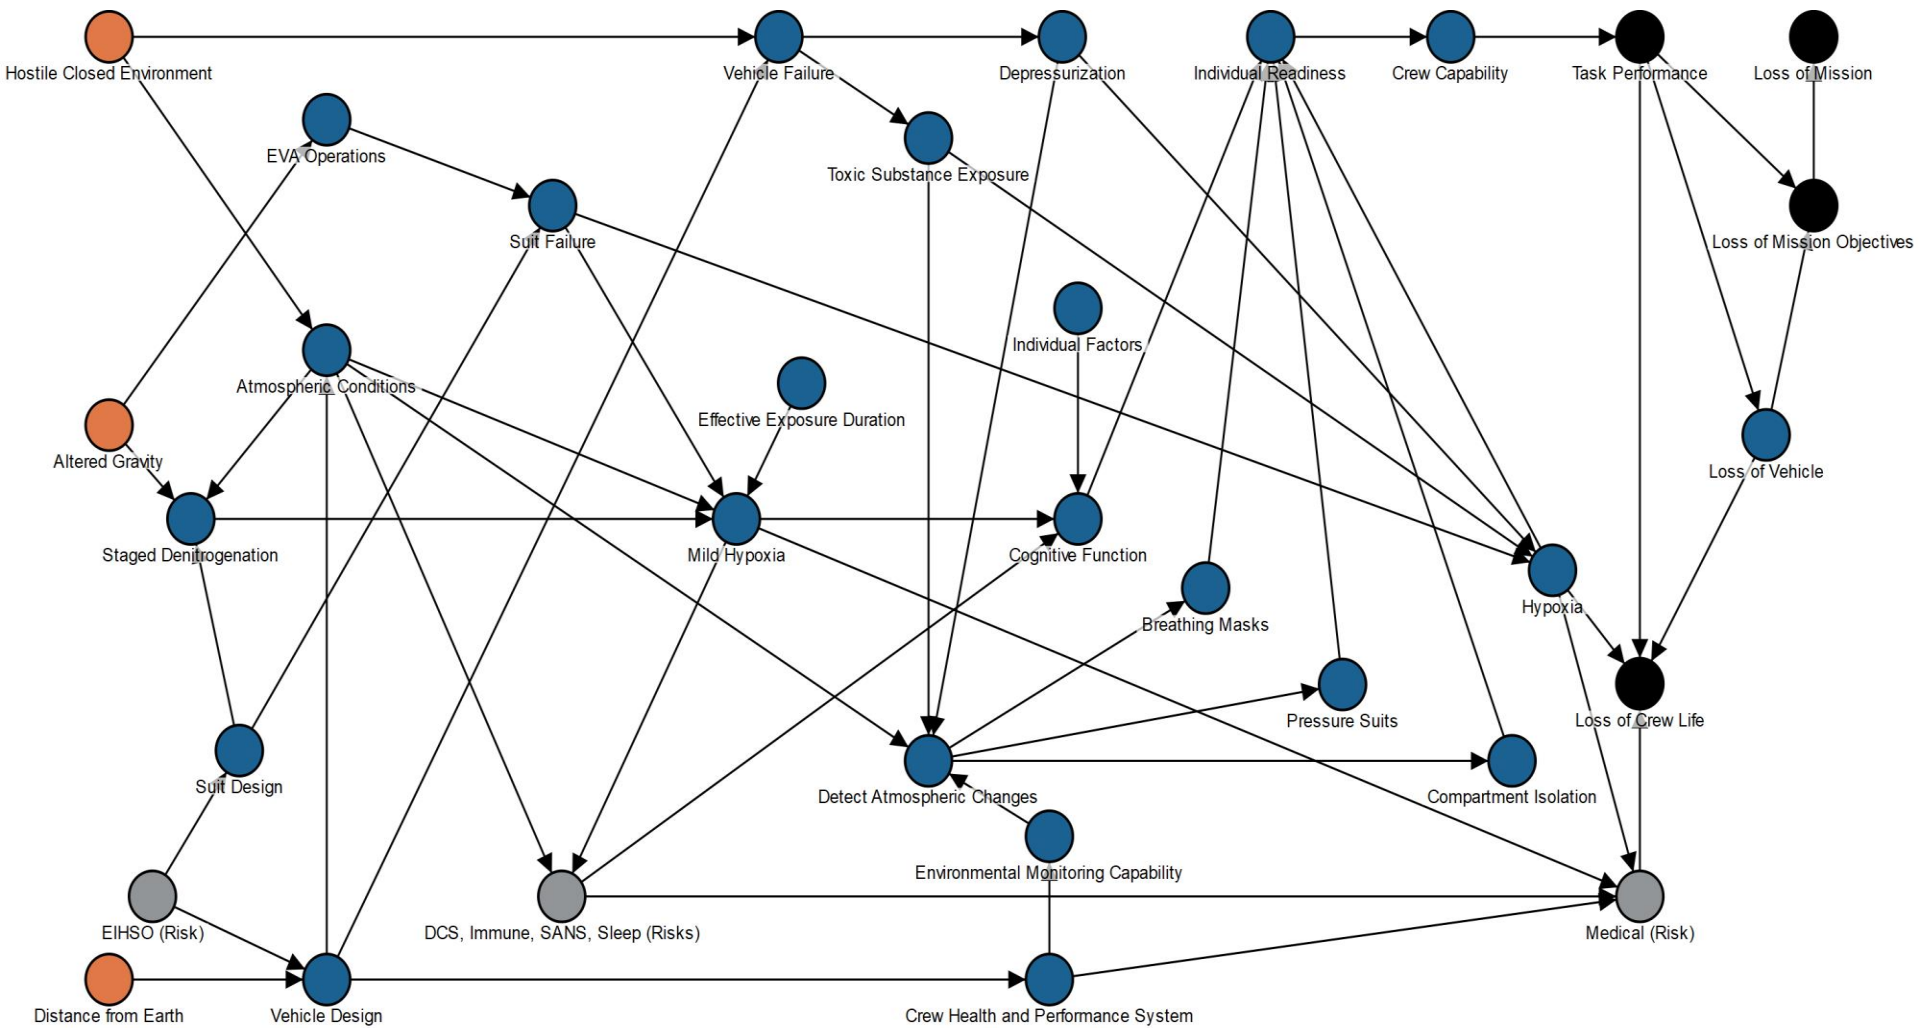 Hostile Closed Environment
Vehicle Failure
Depressurization
Individual Readiness
Crew Capability
Task Performance
Loss of Mission
EVA Operations
Toxic Substance Exposure
Suit Failure
Loss of Mission Objectives
Individual Factors
Atmospheric Conditions
Effective Exposure Duration
Altered Gravity
Loss of Vehicle
Staged Denitrogenation
Mild Hypoxia
Cognitive Function
Hypoxia
Breathing Masks
Pressure Suits
Loss of Crew Life
Suit Design
Detect Atmospheric Changes
Compartment Isolation
Environmental Monitoring Capability
EIHSO (Risk)
DCS, Immune, SANS, Sleep (Risks)
Medical (Risk)
Distance from Earth
Vehicle Design
Crew Health and Performance System